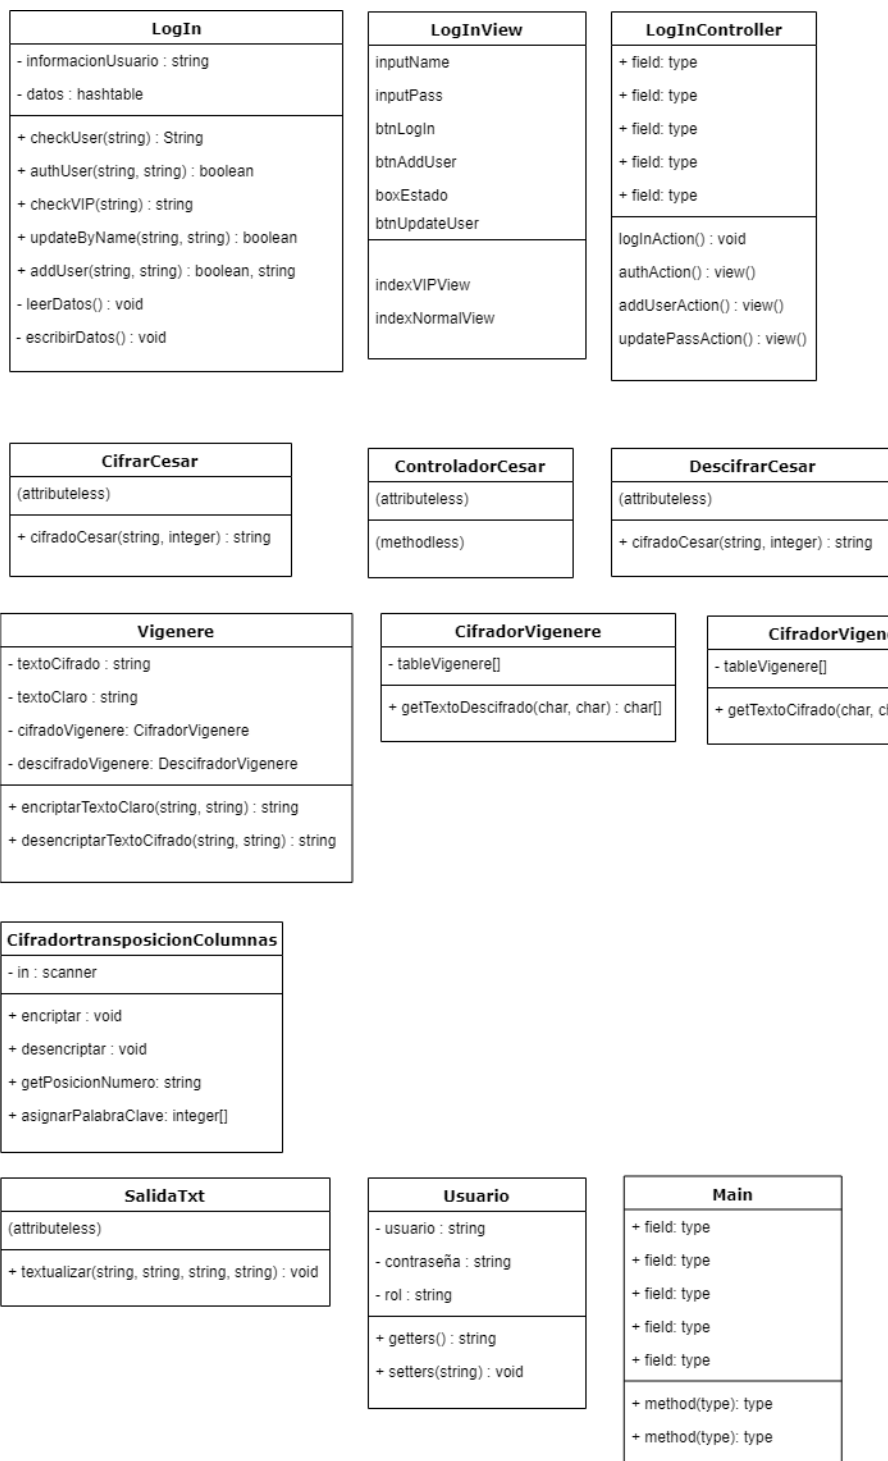 LogIn
- informacionUsuario : string
- datos : hashtable
+ checkUser(string) : String
+ authUser(string, string) : boolean
+ checkVIP(string) : string
+ updateByName(string, string) : boolean
+ addUser(string, string) : boolean, string
- leerDatos() : void
- escribirDatos() : void
LogInView
inputName
inputPass
btnLogIn
btnAddUser
boxEstado
btnUpdateUser
indexVIPView
indexNormalView
LogInController
+ field: type
+ field: type
+ field: type
+ field: type
+ field: type
logInAction() : void
authAction() : view()
addUserAction() : view()
updatePassAction() : view()
CifrarCesar
(attributeless)
+ cifradoCesar(string, integer) : string
ControladorCesar
(attributeless)
(methodless)
DescifrarCesar
(attributeless)
+ cifradoCesar(string, integer) : string
Vigenere
- textoCifrado : string
- textoClaro : string
- cifradoVigenere: CifradorVigenere
- descifradoVigenere: DescifradorVigenere
+ encriptarTextoClaro(string, string) : string
+ desencriptarTextoCifrado(string, string) : string
CifradorVigenere
- tableVigenere[]
+ getTextoDescifrado(char, char) : char[]
CifradorVigen
- tableVigenere[]
+ getTextoCifrado(char,
CifradortransposicionColumnas
- in : scanner
+ encriptar : void
+ desencriptar : void
+ getPosicionNumero: string
+ asignarPalabraClave: integer[]
SalidaTxt
(attributeless)
+ textualizar(string, string, string, string) : void
Usuario
- usuario : string
- contraseña : string
- rol : string
+ getters() : string
+ setters(string) : void
Main
+ field: type
+ field: type
+ field: type
+ field: type
+ field: type
+ method(type): type
+ method(type): type